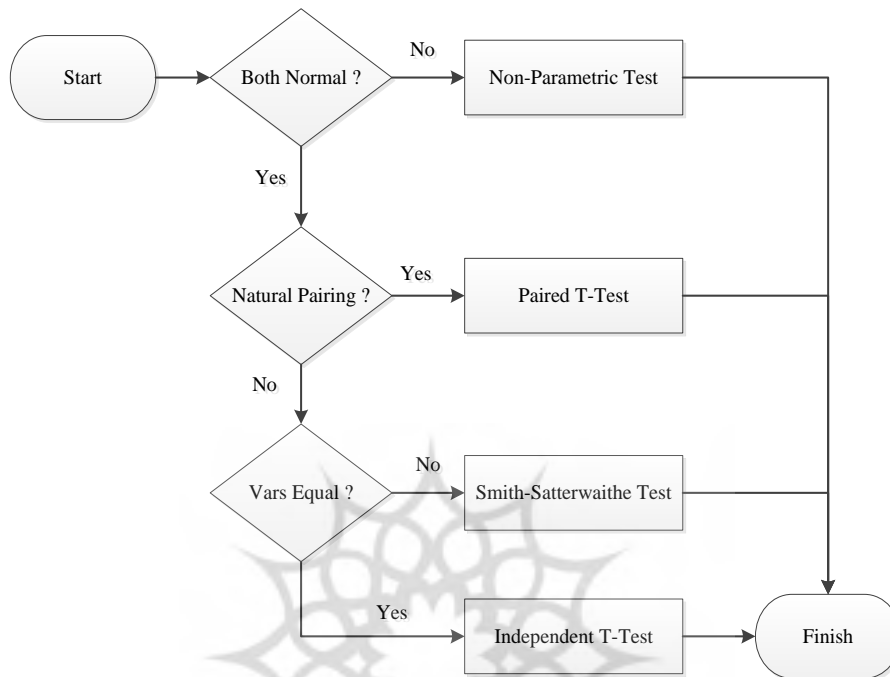 Start
Both Normal ?
No
Non-Parametric Test
Yes
Natural Pairing ?
Yes
Paired T-Test
No
Vars Equal ?
No
Smith-Satterwaithe Test
Yes
Independent T-Test
Finish